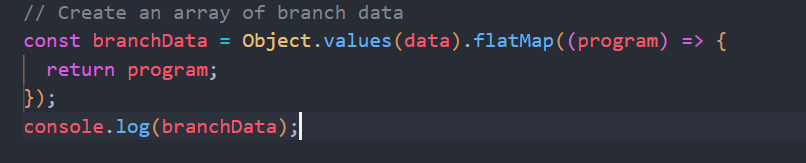 // Create an array of branch data
const branchData = Object.values(data).flatMap((program) => {
  return program;
});
console.log(branchData);